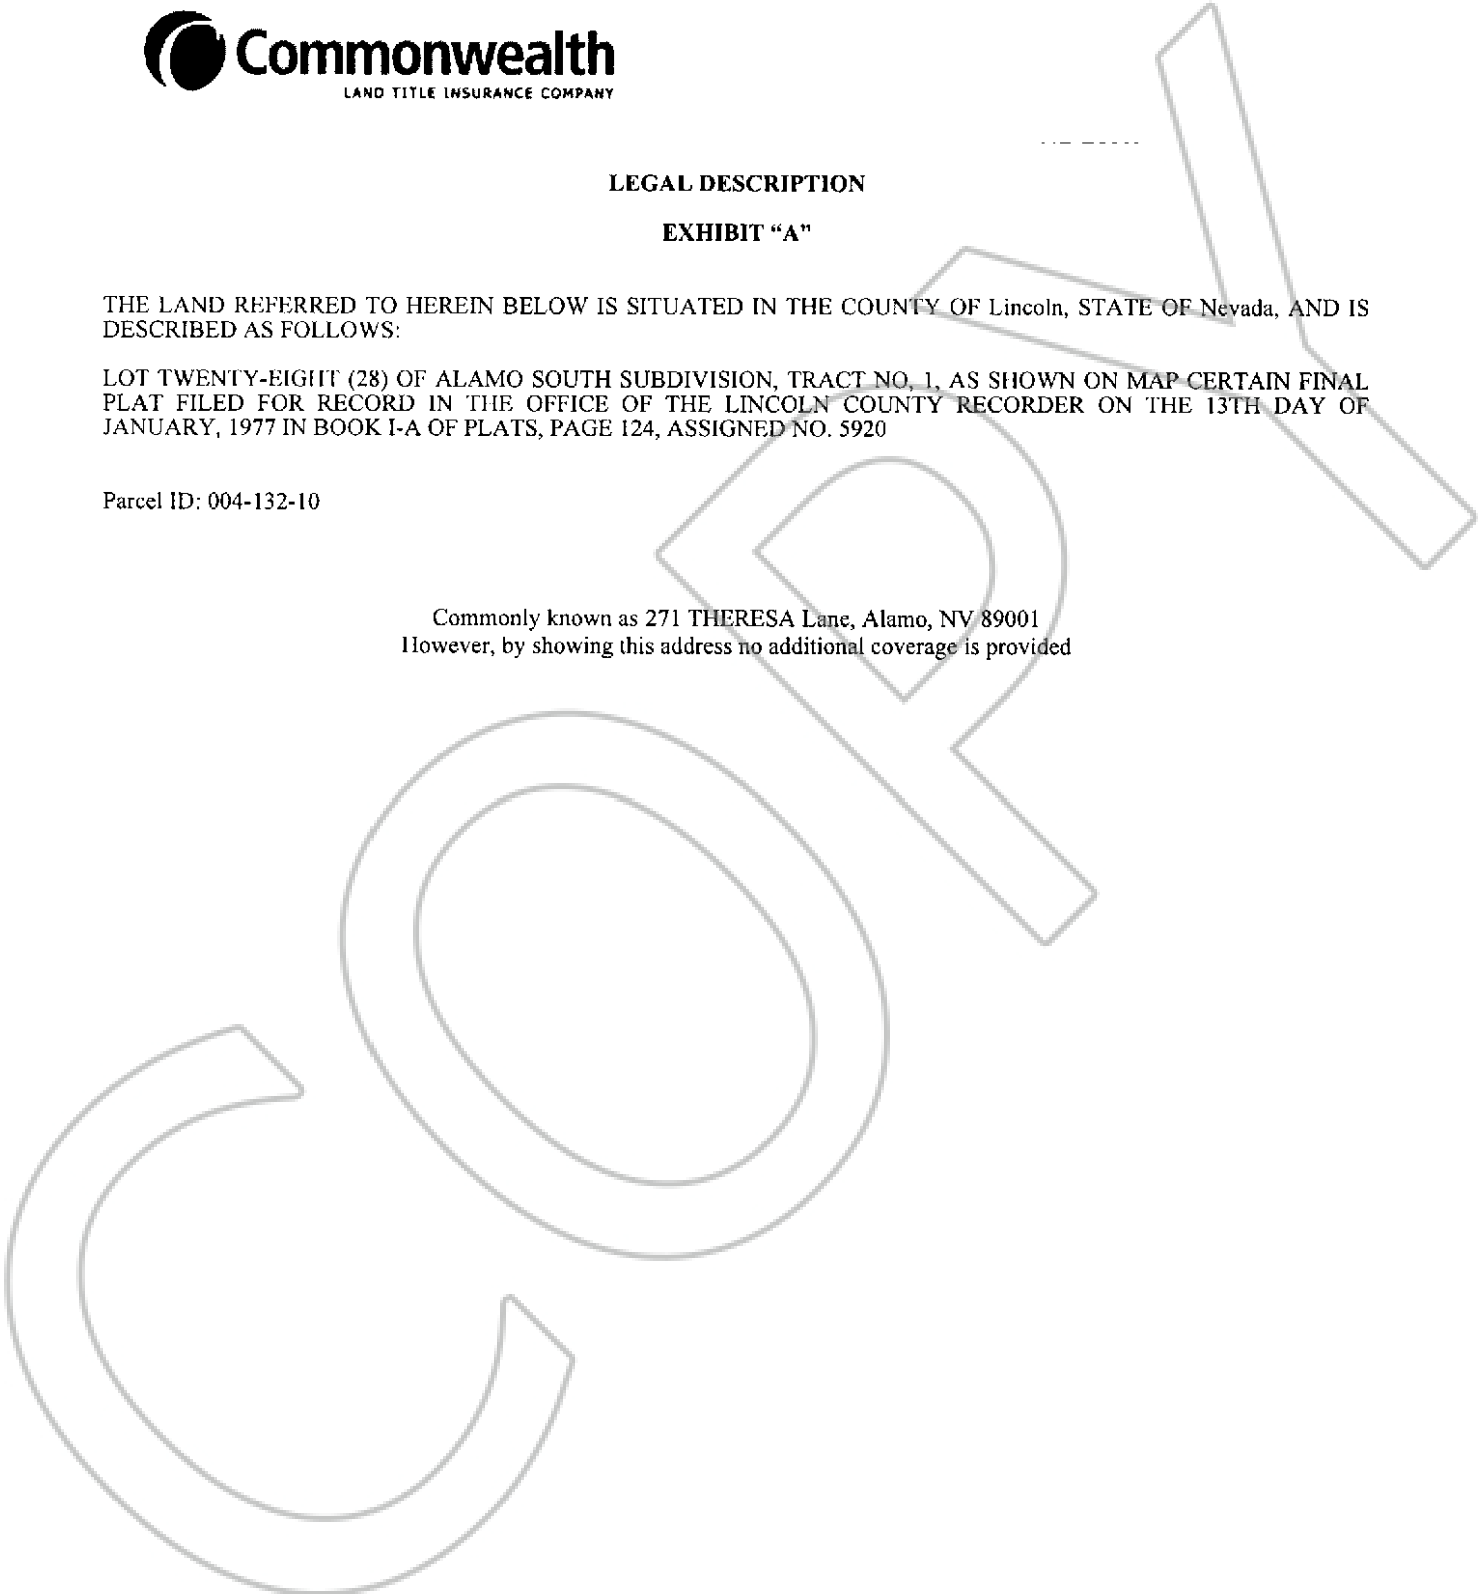 Commonwealth
LAND TITLE INSURANCE COMPANY
LEGAL DESCRIPTION
EXHIBIT “A”
THE LAND REFERRED TO HEREIN BELOW IS SITUATED IN THE COUNTY OF Lincoln, STATE OF Nevada, AND IS
DESCRIBED AS FOLLOWS:
LOT TWENTY-EIGHT (28) OF ALAMO SOUTH SUBDIVISION, TRACT NO, 1, AS SHOWN ON MAP CERTAIN FINAL
PLAT FILED FOR RECORD IN THE OFFICE OF THE LINCOLN COUNTY RECORDER ON THE 13TH DAY OF
JANUARY, 1977 IN BOOK I-A OF PLATS, PAGE 124, ASSIGNED NO. 5920
Parcel ID: 004-132-10
Commonly known as 271 THERESA Lane, Alamo, NV 89001
However, by showing this address no additional coverage is provided
COPY